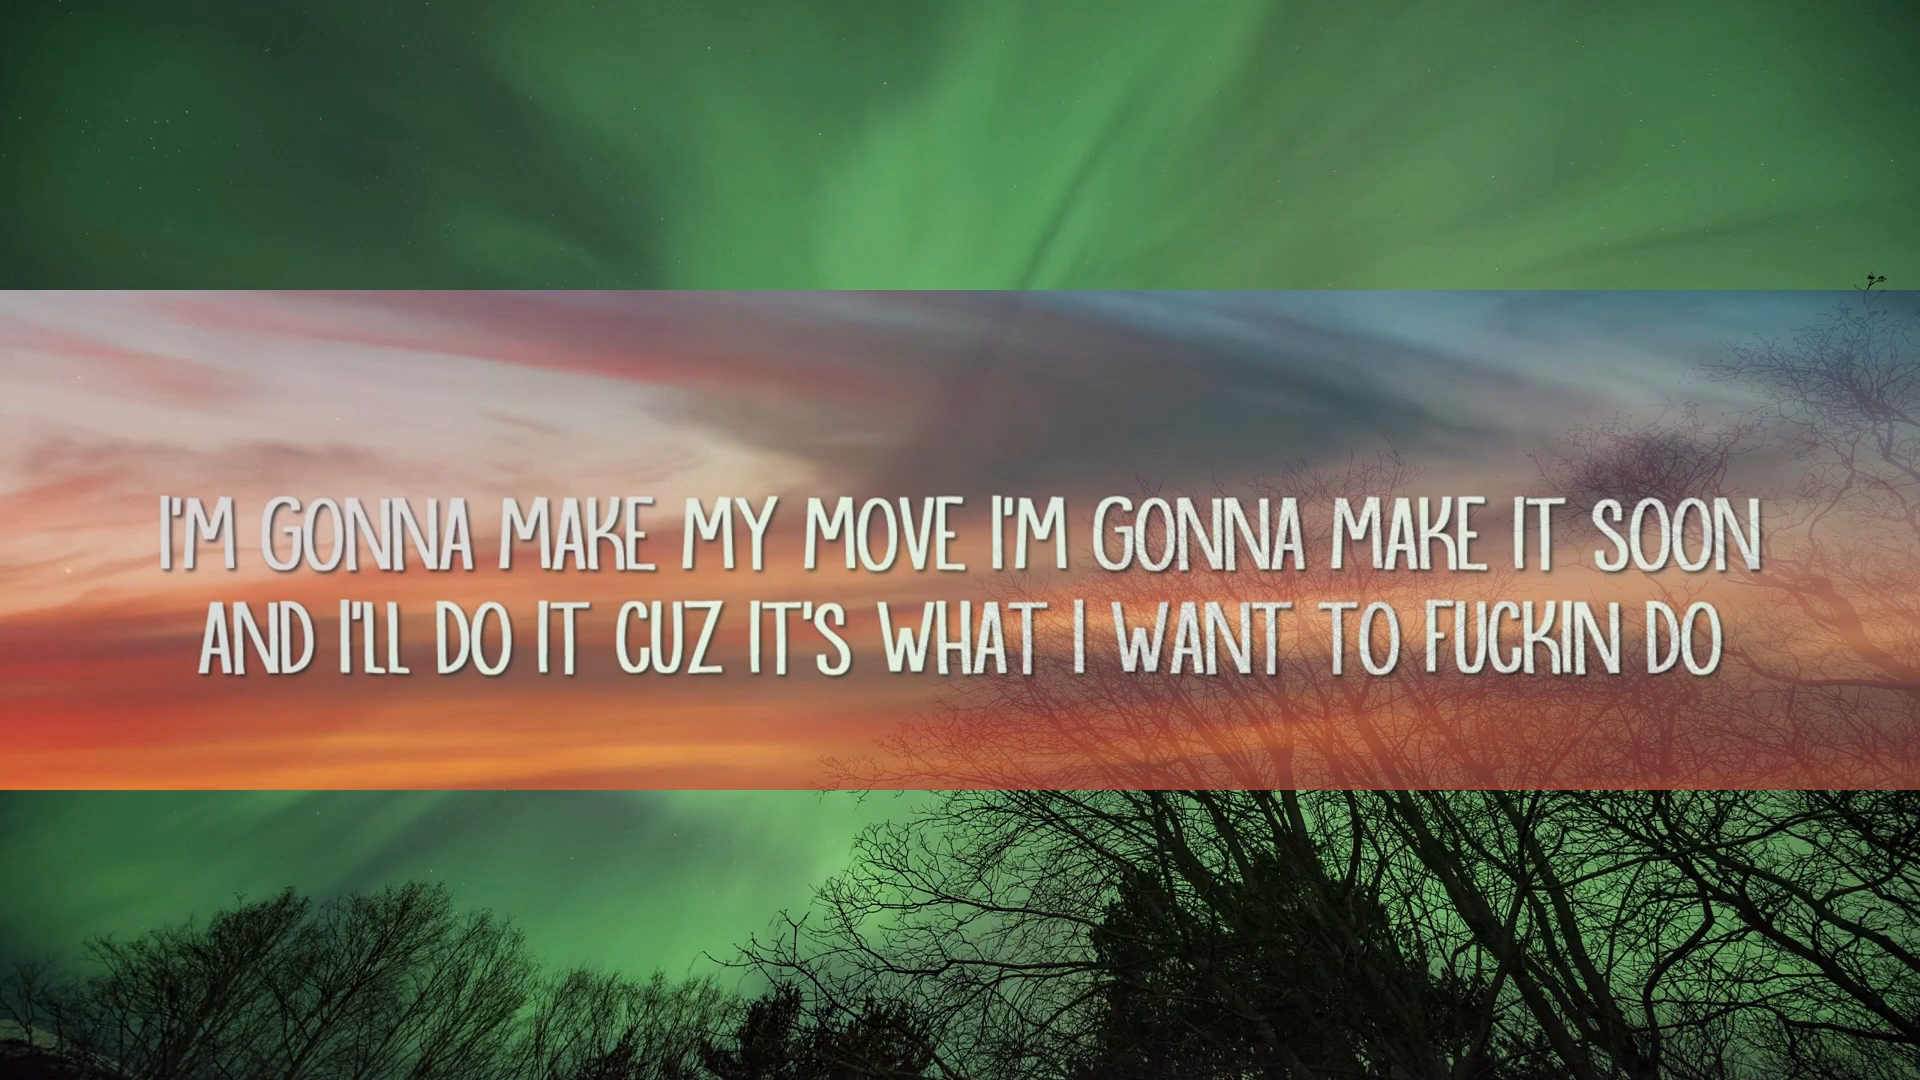 I'M GONNA MAKE MY MOVE I'M GONNA MAKE IT SOON
AND I'LL DO IT CUZ IT'S WHAT I WANT TO FUCKIN DO